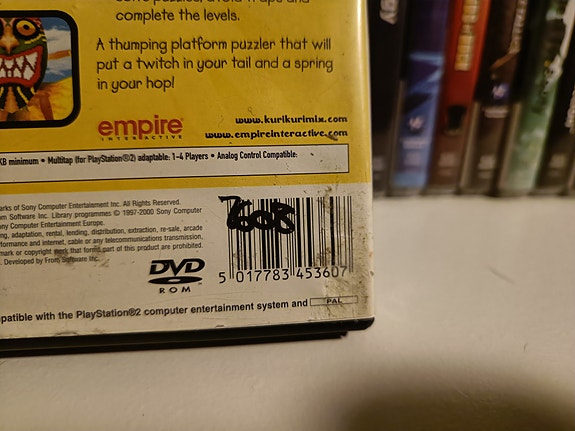 complete the levels.
A thumping platform puzzler that will
put a twitch in your tail and a spring
in your hop!
empire
INTERACTIVE
www.kurikurimix.com
www.empireinteractive.com
KB minimum • Multitap (for PlayStation®2) adaptable: 1-4 Players • Analog Control Compatible:
arks of Sony Computer Entertainment Inc. All Rights Reserved.
om Software Inc. Library programmes © 1997-2000 Sony Computer
ny Computer Entertainment Europe.
ng, adaptation, rental, lending, distribution, extraction, re-sale, arcade
erformance and internet, cable or any telecommunications transmission,
mark or copyright work that forms part of this product are prohibited.
. Developed by From Software Inc.
7608
DVD
ROM
5 017783 453607
patible with the PlayStation®2 computer entertainment system and PAL